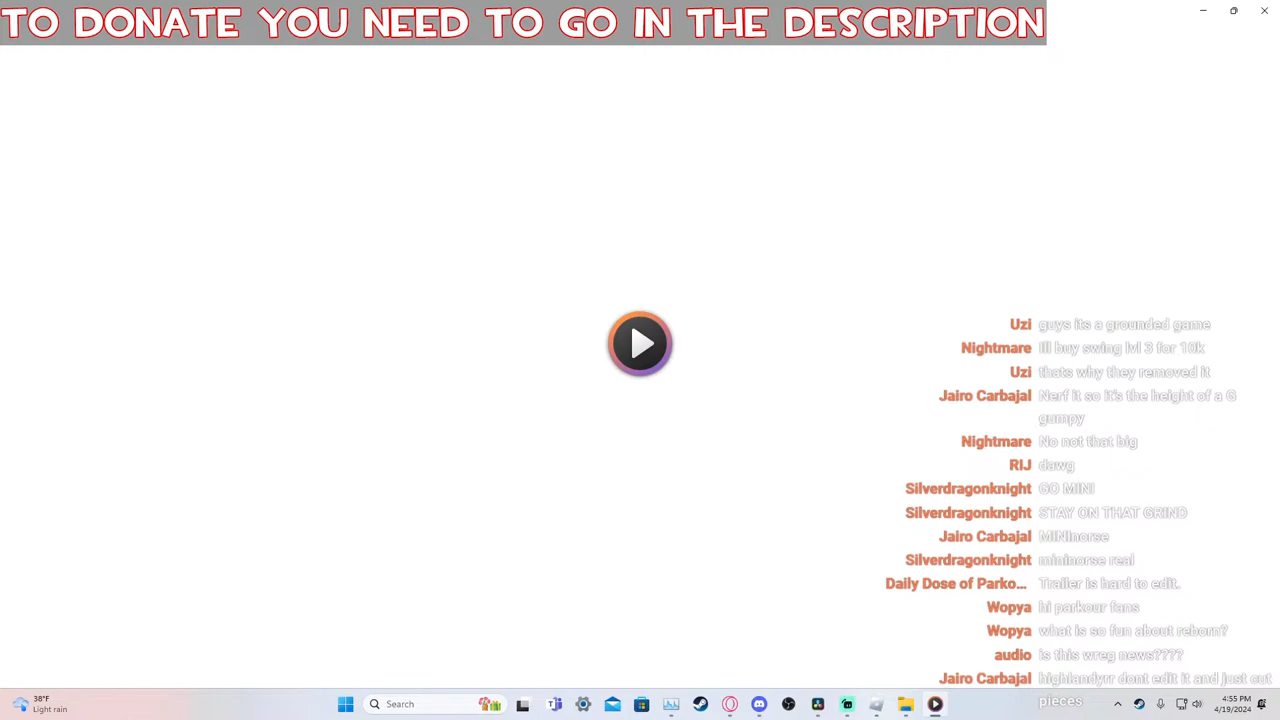 TO DONATE YOU NEED TO GO IN THE DESCRIPTION
Uzi guys its a grounded game
Nightmare Ill buy swing lvl 3 for 10k
Uzi thats why they removed it
Jairo Carbajal Nerf it so it's the height of a G
gumpy
Nightmare No not that big
RIJ dawg
Silverdragonknight GO MINI
Silverdragonknight STAY ON THAT GRIND
Jairo Carbajal MINInorse
Silverdragonknight mininorse real
Daily Dose of Parko... Trailer is hard to edit.
Wopya hi parkour fans
Wopya what is so fun about reborn?
audio is this wreg news????
Jairo Carbajal highlandyrr dont edit it and just cut
pieces
38°F
Light rain
Search
4:55 PM
4/19/2024